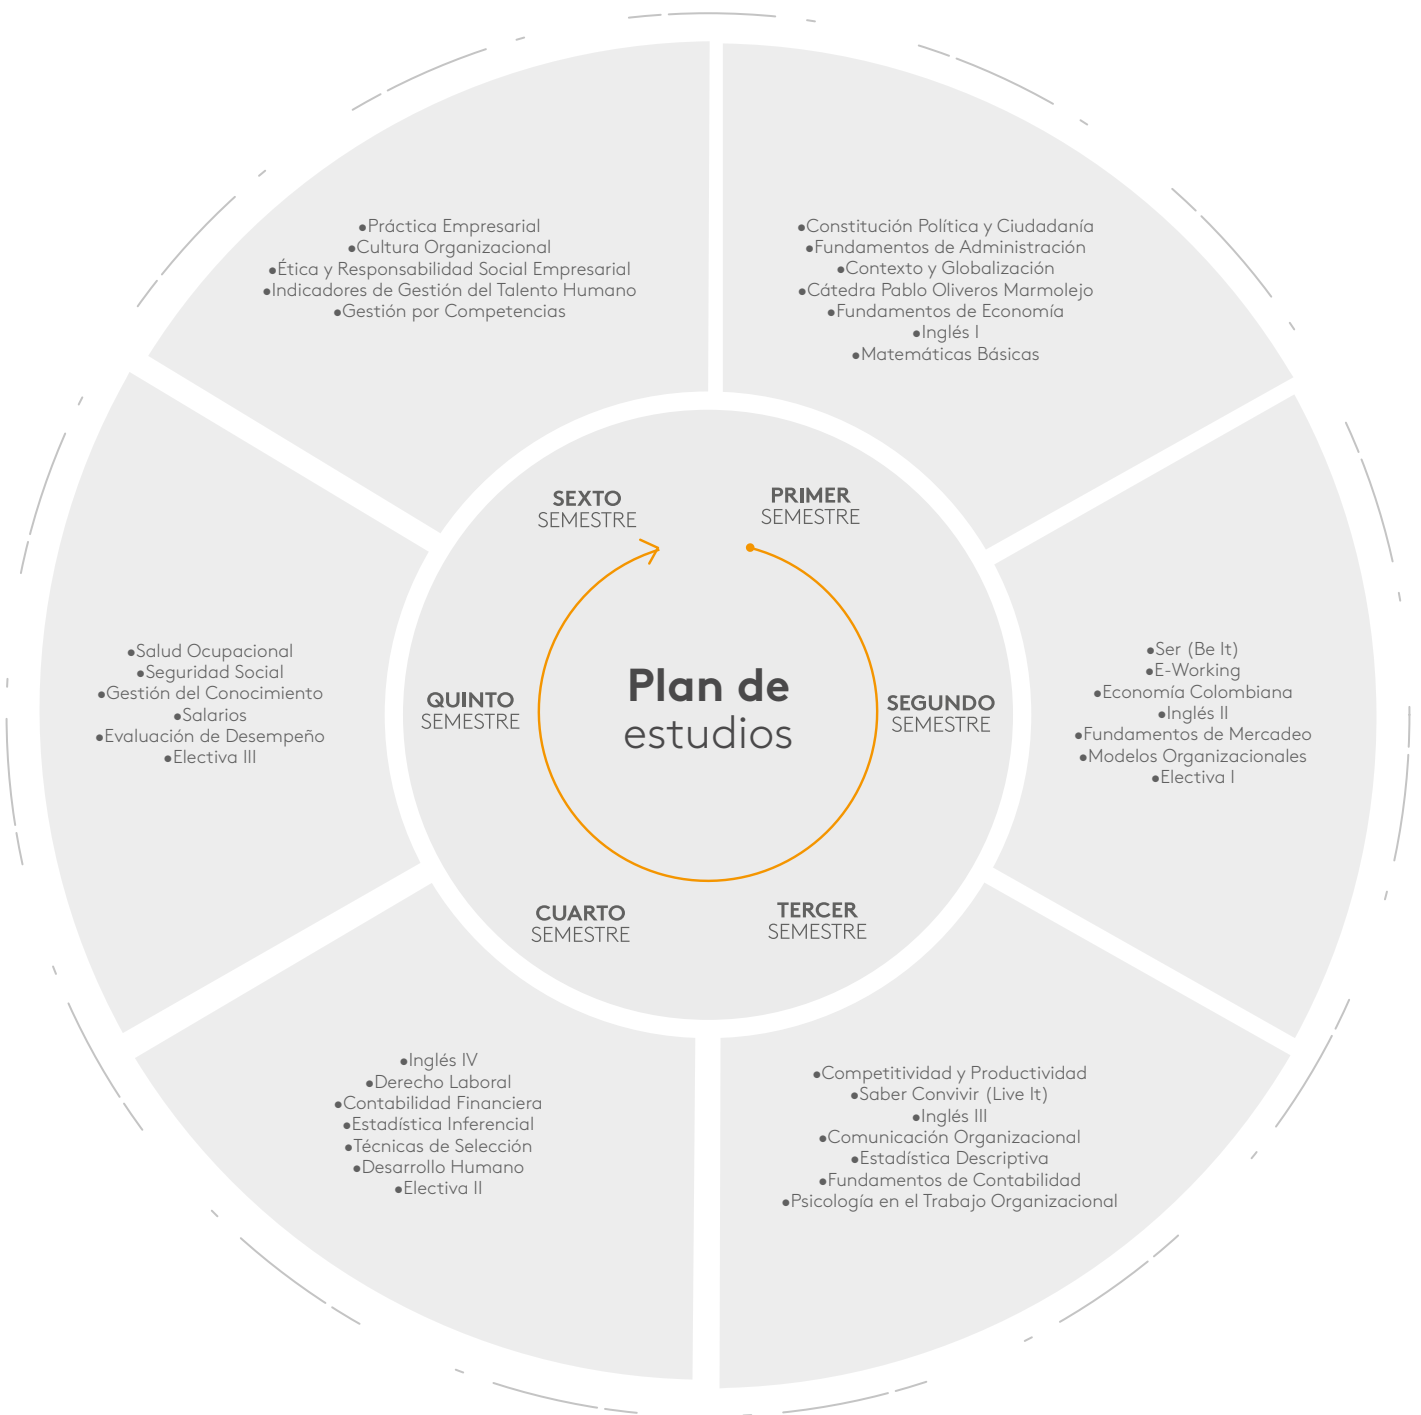 Plan de
estudios
PRIMER
SEMESTRE
●Constitución Política y Ciudadanía
●Fundamentos de Administración
●Contexto y Globalización
●Cátedra Pablo Oliveros Marmolejo
●Fundamentos de Economía
●Inglés I
●Matemáticas Básicas
SEGUNDO
SEMESTRE
●Ser (Be It)
●E-Working
●Economía Colombiana
●Inglés II
●Fundamentos de Mercadeo
●Modelos Organizacionales
●Electiva I
TERCER
SEMESTRE
●Competitividad y Productividad
●Saber Convivir (Live It)
●Inglés III
●Comunicación Organizacional
●Estadística Descriptiva
●Fundamentos de Contabilidad
●Psicología en el Trabajo Organizacional
CUARTO
SEMESTRE
●Inglés IV
●Derecho Laboral
●Contabilidad Financiera
●Estadística Inferencial
●Técnicas de Selección
●Desarrollo Humano
●Electiva II
QUINTO
SEMESTRE
●Salud Ocupacional
●Seguridad Social
●Gestión del Conocimiento
●Salarios
●Evaluación de Desempeño
●Electiva III
SEXTO
SEMESTRE
●Práctica Empresarial
●Cultura Organizacional
●Ética y Responsabilidad Social Empresarial
●Indicadores de Gestión del Talento Humano
●Gestión por Competencias